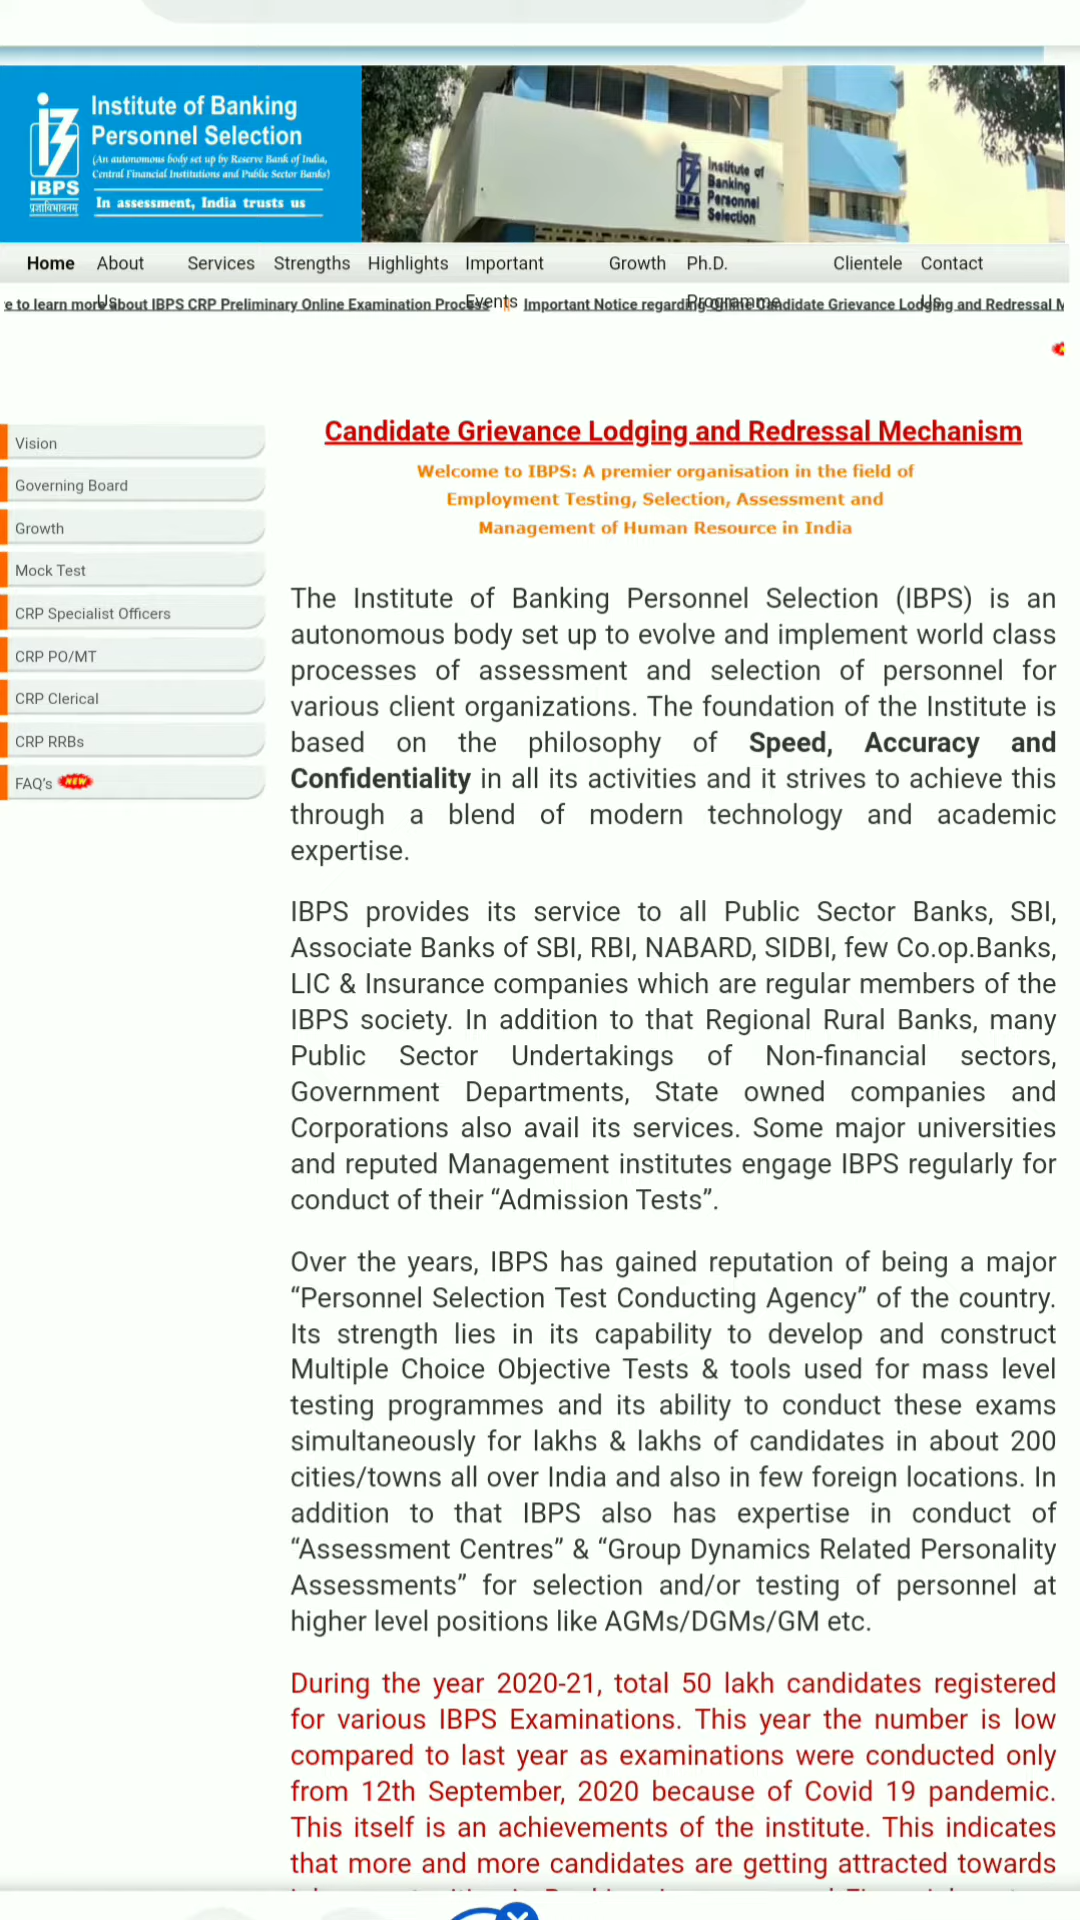 Institute of Banking
Personnel Selection
(An autonomous body set up by Reserve Bank of India,
Central Financial Institutions and Public Sector Banks)
In assessment, India trusts us
IBPS
प्रज्ञाविभावनम्
Institute of
Banking
Personnel
Selection
IBPS
Home About Us Services Strengths Highlights Important Events Growth Ph.D. Programme Clientele Contact Us
e to learn more about IBPS CRP Preliminary Online Examination Process Important Notice regarding Online Candidate Grievance Lodging and Redressal M
Vision
Governing Board
Growth
Mock Test
CRP Specialist Officers
CRP PO/MT
CRP Clerical
CRP RRBs
FAQ's NEW
Candidate Grievance Lodging and Redressal Mechanism
Welcome to IBPS: A premier organisation in the field of
Employment Testing, Selection, Assessment and
Management of Human Resource in India
The Institute of Banking Personnel Selection (IBPS) is an
autonomous body set up to evolve and implement world class
processes of assessment and selection of personnel for
various client organizations. The foundation of the Institute is
based on the philosophy of Speed, Accuracy and
Confidentiality in all its activities and it strives to achieve this
through a blend of modern technology and academic
expertise.
IBPS provides its service to all Public Sector Banks, SBI,
Associate Banks of SBI, RBI, NABARD, SIDBI, few Co.op.Banks,
LIC & Insurance companies which are regular members of the
IBPS society. In addition to that Regional Rural Banks, many
Public Sector Undertakings of Non-financial sectors,
Government Departments, State owned companies and
Corporations also avail its services. Some major universities
and reputed Management institutes engage IBPS regularly for
conduct of their “Admission Tests”.
Over the years, IBPS has gained reputation of being a major
“Personnel Selection Test Conducting Agency” of the country.
Its strength lies in its capability to develop and construct
Multiple Choice Objective Tests & tools used for mass level
testing programmes and its ability to conduct these exams
simultaneously for lakhs & lakhs of candidates in about 200
cities/towns all over India and also in few foreign locations. In
addition to that IBPS also has expertise in conduct of
“Assessment Centres” & “Group Dynamics Related Personality
Assessments” for selection and/or testing of personnel at
higher level positions like AGMs/DGMs/GM etc.
During the year 2020-21, total 50 lakh candidates registered
for various IBPS Examinations. This year the number is low
compared to last year as examinations were conducted only
from 12th September, 2020 because of Covid 19 pandemic.
This itself is an achievements of the institute. This indicates
that more and more candidates are getting attracted towards